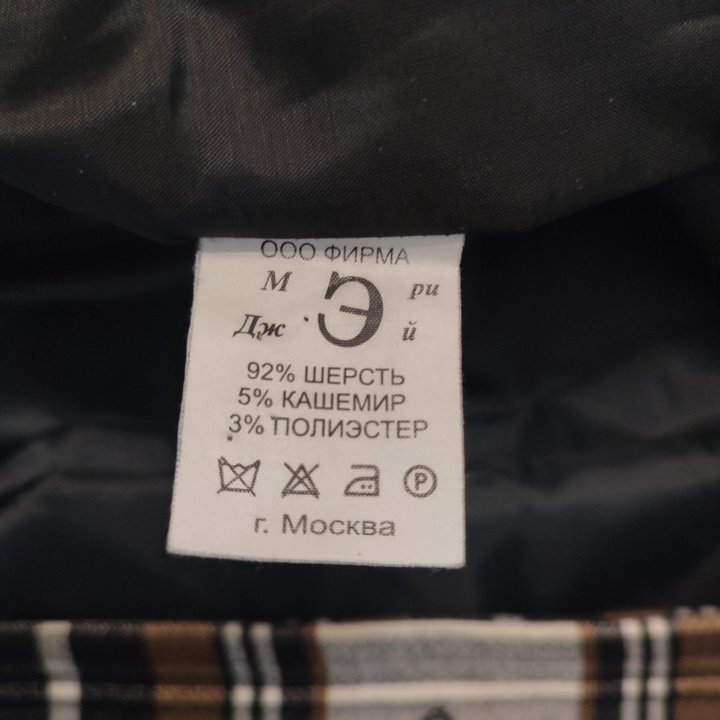 ООО ФИРМА
М Э ри
Дж й
92% ШЕРСТЬ
5% КАШЕМИР
3% ПОЛИЭСТЕР
P
г. Москва